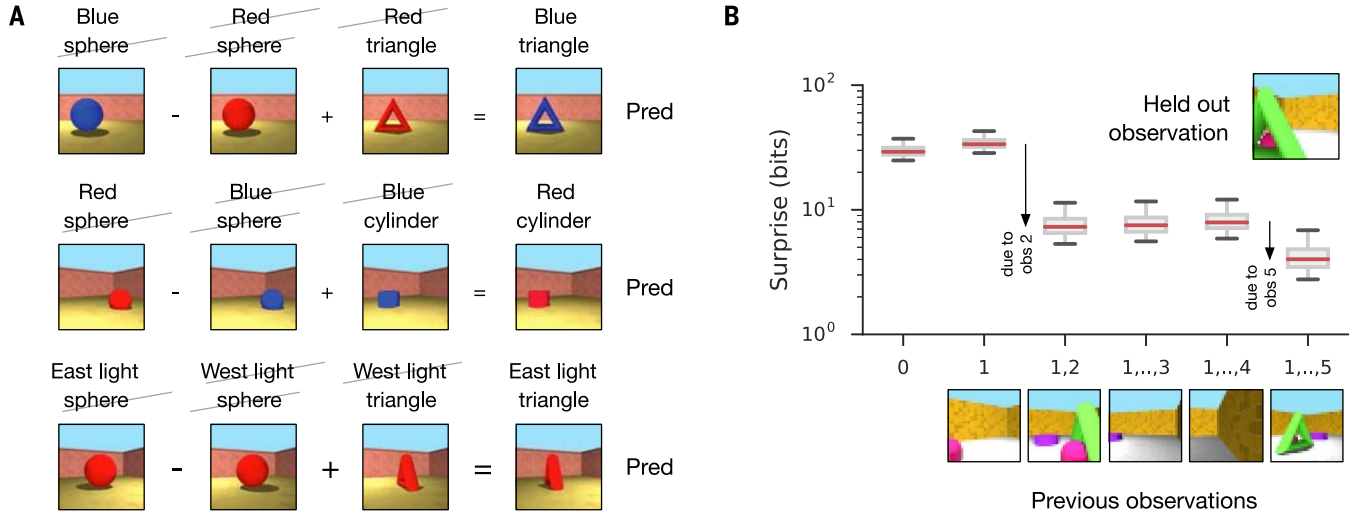 A
Blue
sphere
-
Red
sphere
+
Red
triangle
=
Blue
triangle
Pred
Red
sphere
-
Blue
sphere
+
Blue
cylinder
=
Red
cylinder
Pred
East light
sphere
-
West light
sphere
+
West light
triangle
=
East light
triangle
Pred
B
Held out
observation
Surprise (bits)
10²
10¹
10⁰
due to
obs 2
due to
obs 5
0
1
1,2
1,..,3
1,..,4
1,..,5
Previous observations